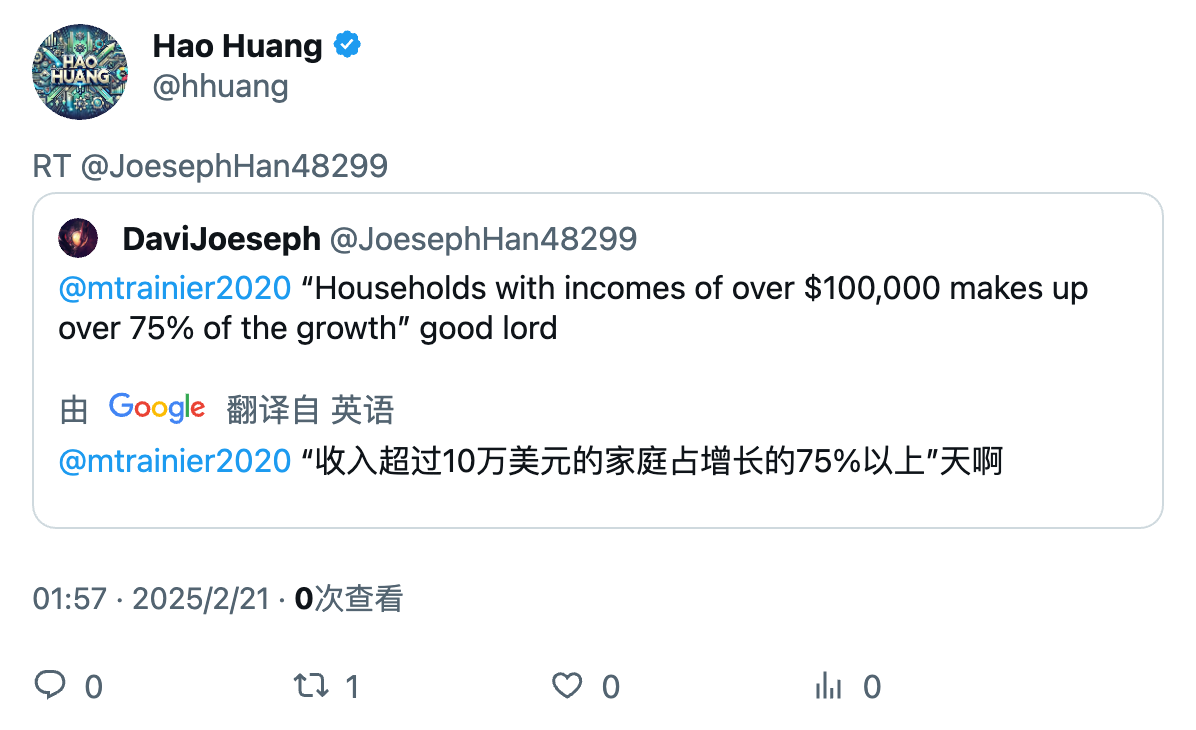 Hao Huang
@hhuang
HAO
HUANG
RT @JoesephHan48299
DaviJoeseph @JoesephHan48299
@mtrainier2020 “Households with incomes of over $100,000 makes up
over 75% of the growth” good lord
由 Google 翻译自 英语
@mtrainier2020 “收入超过10万美元的家庭占增长的75%以上”天啊
01:57 · 2025/2/21 · 0次查看
0 1 0 0